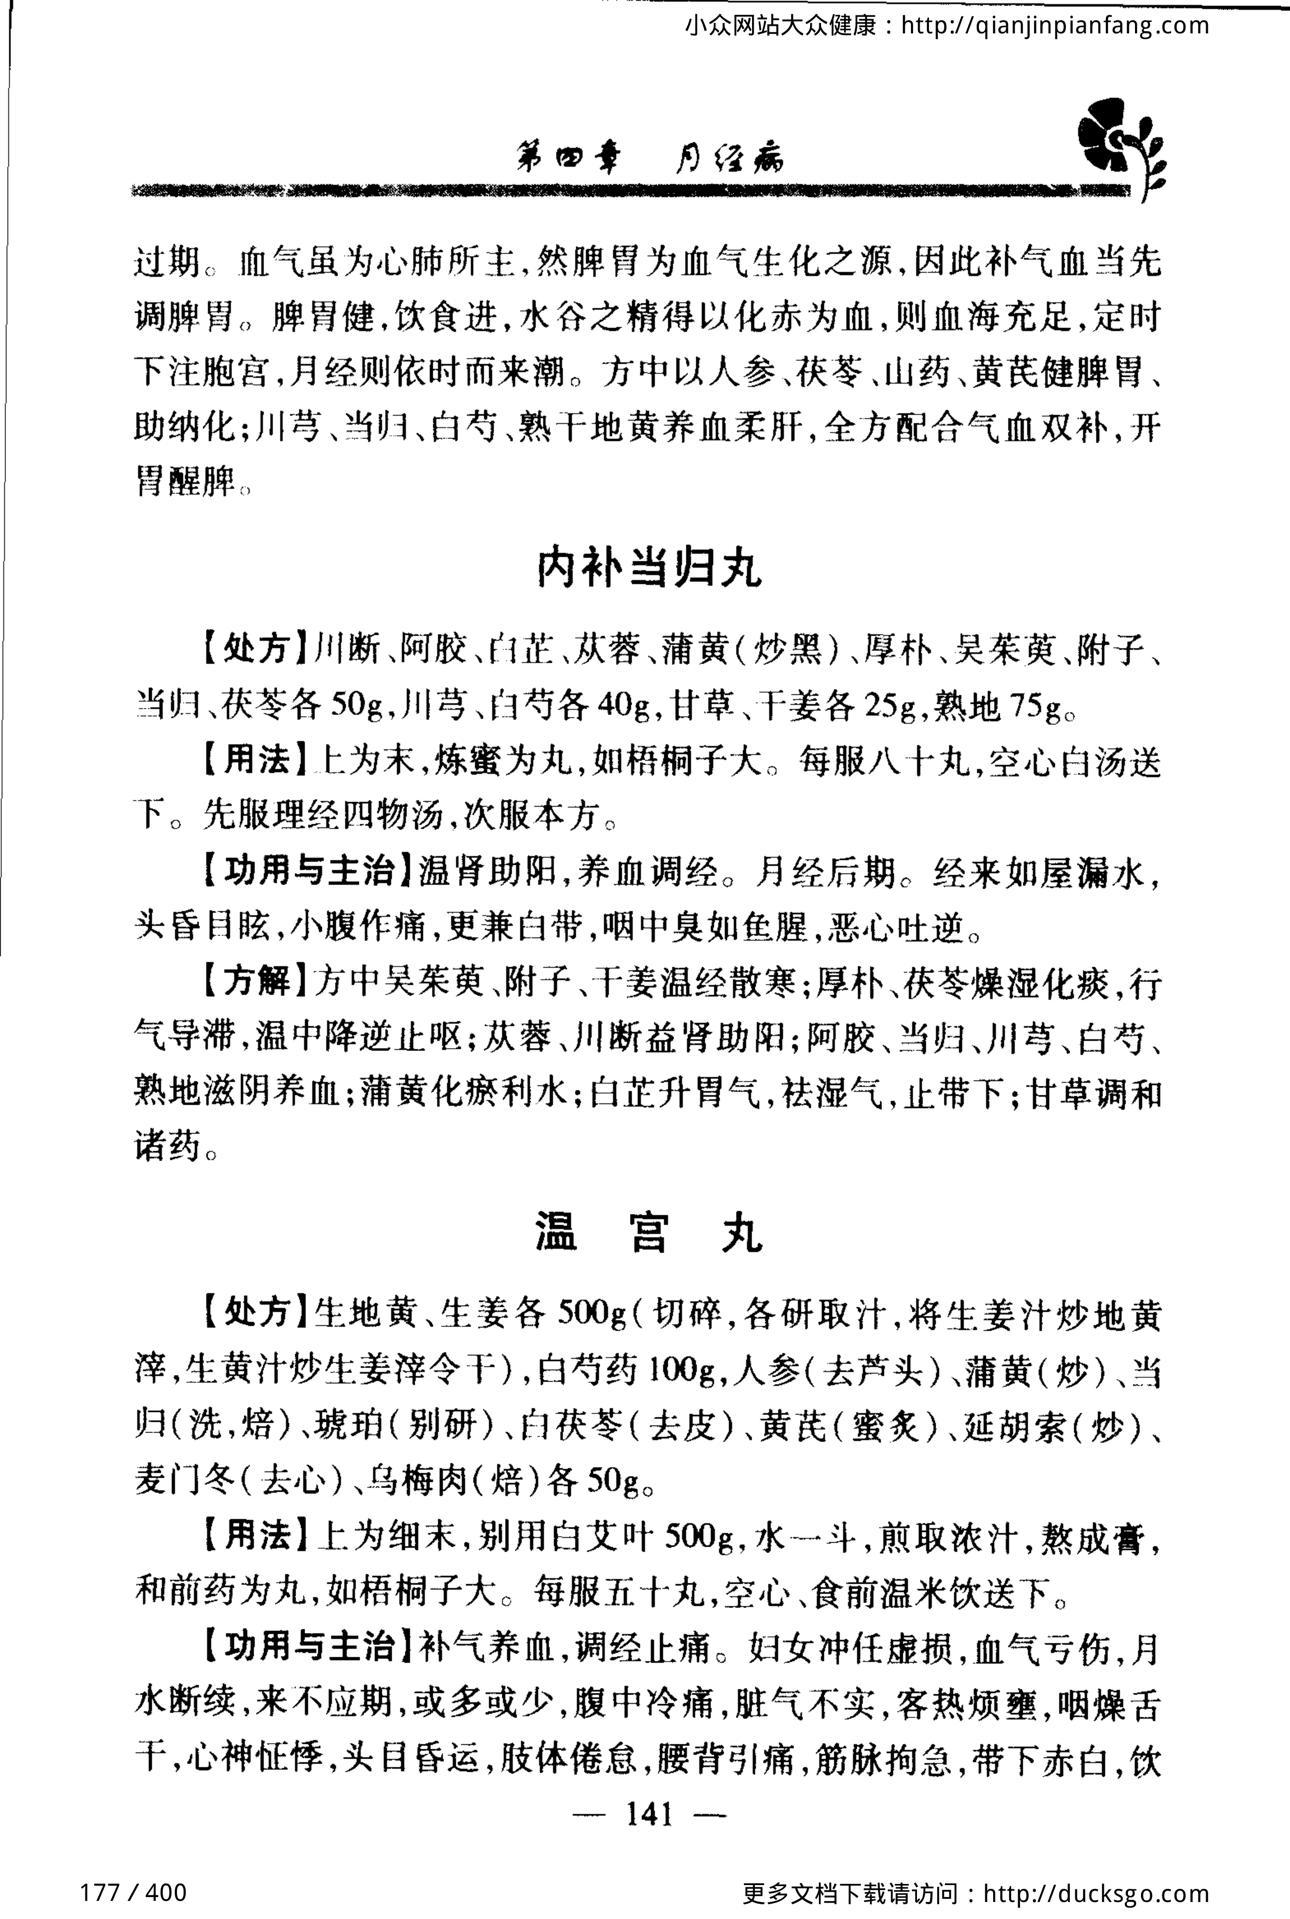 小众网站大众健康：http://qianjinpianfang.com
第四章　月经病
过期。血气虽为心肺所主,然脾胃为血气生化之源,因此补气血当先
调脾胃。脾胃健,饮食进,水谷之精得以化赤为血,则血海充足,定时
下注胞宫,月经则依时而来潮。方中以人参、茯苓、山药、黄芪健脾胃、
助纳化;川芎、当归、白芍、熟干地黄养血柔肝,全方配合气血双补,开
胃醒脾。
内补当归丸
【处方】川断、阿胶、白芷、苁蓉、蒲黄(炒黑)、厚朴、吴茱萸、附子、
当归、茯苓各 50g,川芎、白芍各 40g,甘草、干姜各 25g,熟地 75g。
【用法】上为末,炼蜜为丸,如梧桐子大。每服八十丸,空心白汤送
下。先服理经四物汤,次服本方。
【功用与主治】温肾助阳,养血调经。月经后期。经来如屋漏水,
头昏目眩,小腹作痛,更兼白带,咽中臭如鱼腥,恶心吐逆。
【方解】方中吴茱萸、附子、干姜温经散寒;厚朴、茯苓燥湿化痰,行
气导滞,温中降逆止呕;苁蓉、川断益肾助阳;阿胶、当归、川芎、白芍、
熟地滋阴养血;蒲黄化瘀利水;白芷升胃气,祛湿气,止带下;甘草调和
诸药。
温　宫　丸
【处方】生地黄、生姜各 500g(切碎,各研取汁,将生姜汁炒地黄
滓,生黄汁炒生姜滓令干),白芍药 100g,人参(去芦头)、蒲黄(炒)、当
归(洗,焙)、琥珀(别研)、白茯苓(去皮)、黄芪(蜜炙)、延胡索(炒)、
麦门冬(去心)、乌梅肉(焙)各 50g。
【用法】上为细末,别用白艾叶 500g,水一斗,煎取浓汁,熬成膏,
和前药为丸,如梧桐子大。每服五十丸,空心、食前温米饮送下。
【功用与主治】补气养血,调经止痛。妇女冲任虚损,血气亏伤,月
水断续,来不应期,或多或少,腹中冷痛,脏气不实,客热烦壅,咽燥舌
干,心神怔悸,头目昏运,肢体倦怠,腰背引痛,筋脉拘急,带下赤白,饮
— 141 —
177 / 400
更多文档下载请访问：http://ducksgo.com